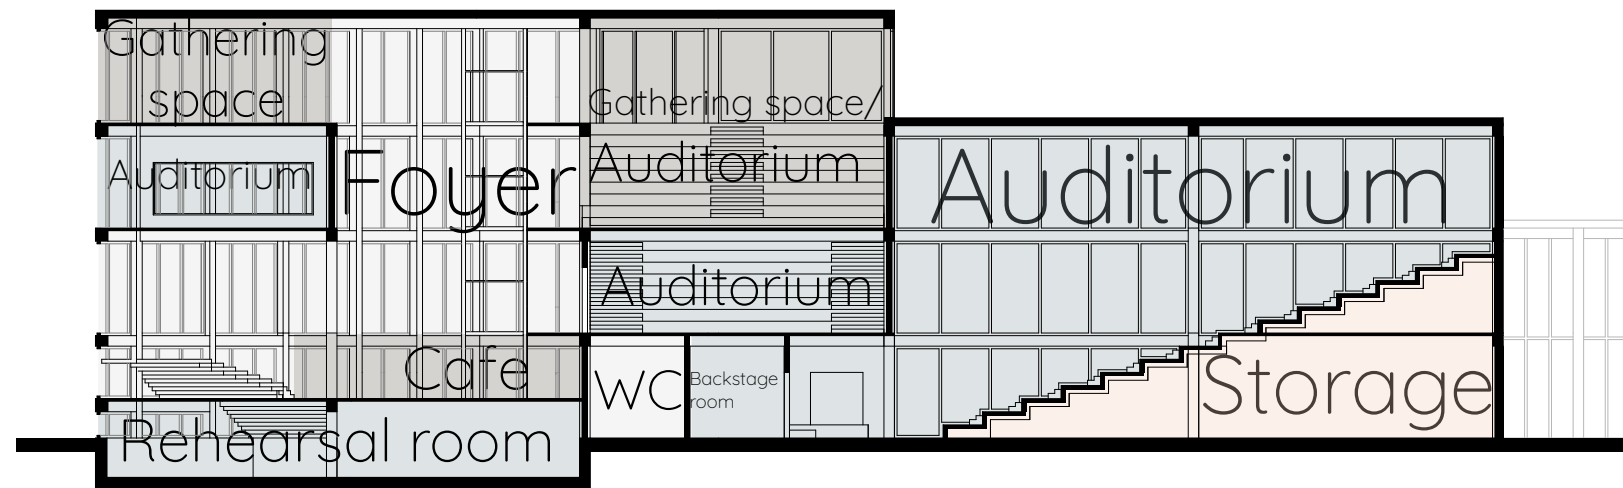 Gathering
space
Gathering space/
Auditorium
Auditorium
Foyer
Auditorium
Auditorium
Cafe
WC
Backstage
room
Storage
Rehearsal room